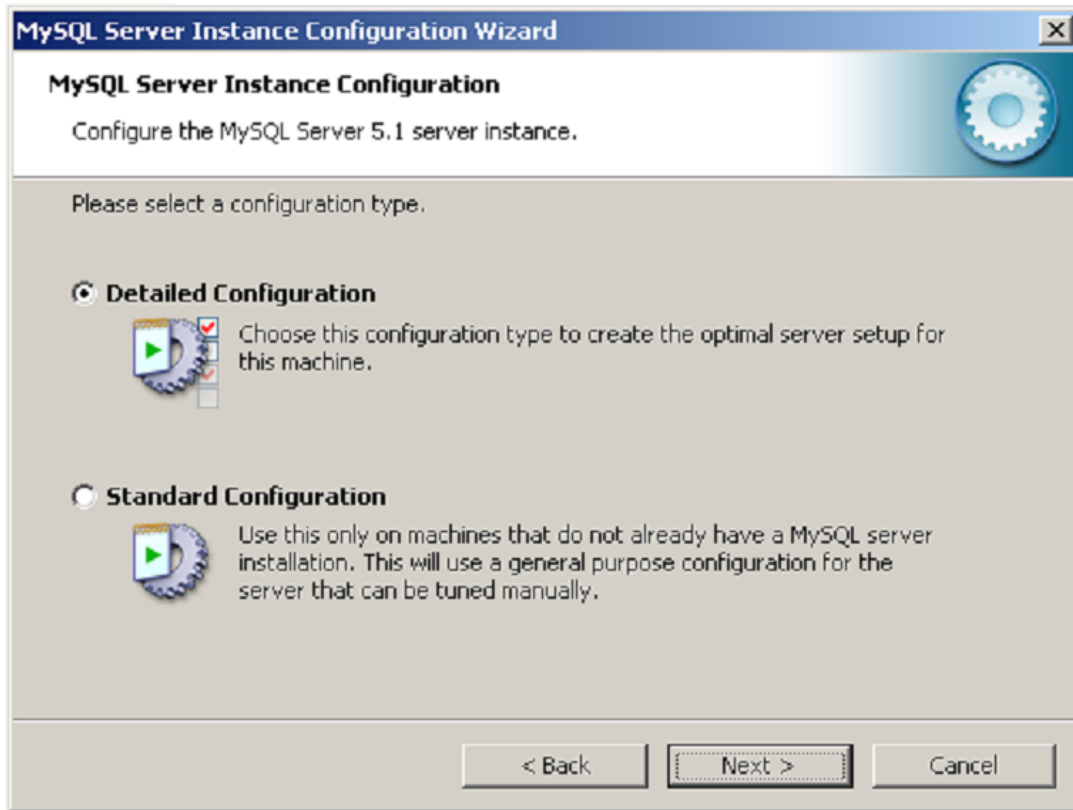 MySQL Server Instance Configuration Wizard
MySQL Server Instance Configuration
Configure the MySQL Server 5.1 server instance.
Please select a configuration type.
Detailed Configuration
Choose this configuration type to create the optimal server setup for
this machine.
Standard Configuration
Use this only on machines that do not already have a MySQL server
installation. This will use a general purpose configuration for the
server that can be tuned manually.
< Back
Next >
Cancel